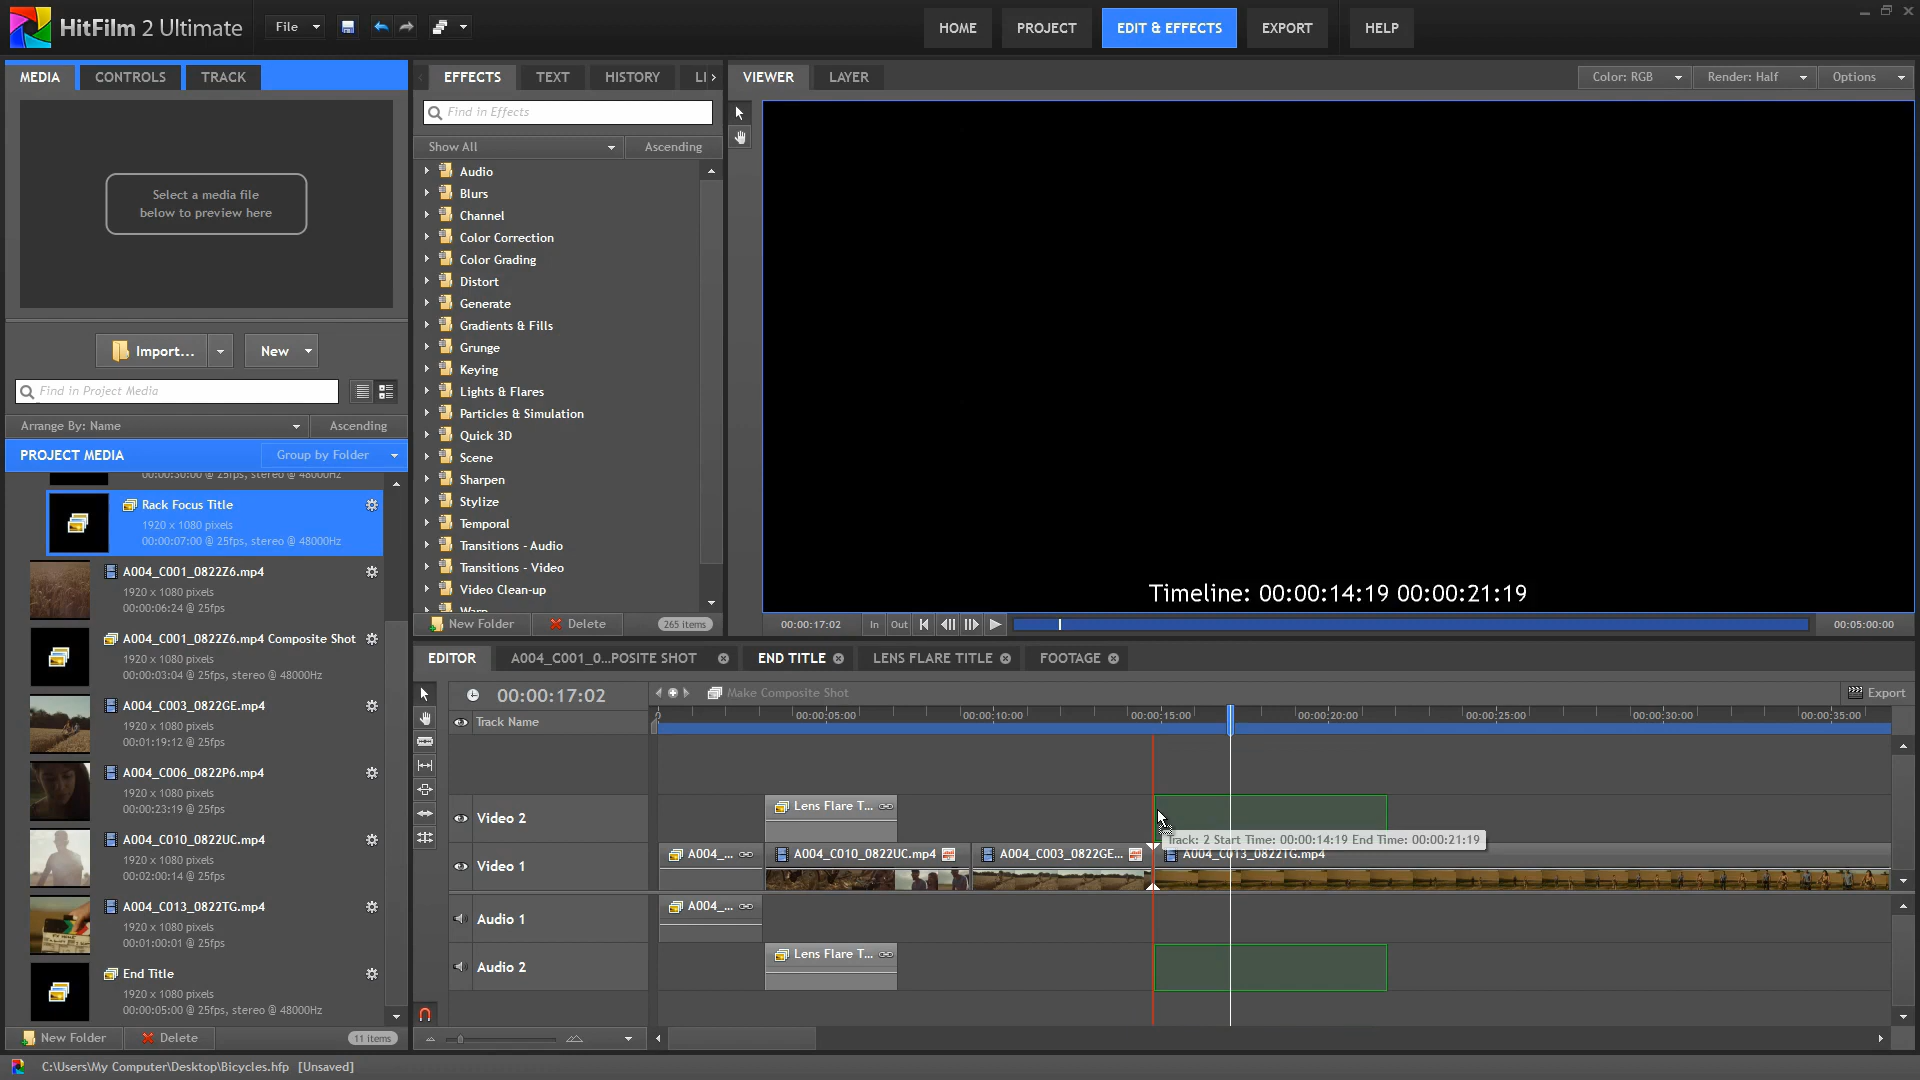 HitFilm 2 Ultimate
File
HOME
PROJECT
EDIT & EFFECTS
EXPORT
HELP
MEDIA
CONTROLS
TRACK
EFFECTS
TEXT
HISTORY
LI
VIEWER
LAYER
Color: RGB
Render: Half
Options
Select a media file
below to preview here
Import...
New
Find in Project Media
Arrange By: Name
Ascending
PROJECT MEDIA
Group by Folder
00:00:30:00 @ 25fps, stereo @ 48000Hz
Rack Focus Title
1920 x 1080 pixels
00:00:07:00 @ 25fps, stereo @ 48000Hz
A004_C001_0822Z6.mp4
1920 x 1080 pixels
00:00:06:24 @ 25fps
A004_C001_0822Z6.mp4 Composite Shot
1920 x 1080 pixels
00:00:03:04 @ 25fps, stereo @ 48000Hz
A004_C003_0822GE.mp4
1920 x 1080 pixels
00:01:19:12 @ 25fps
A004_C006_0822P6.mp4
1920 x 1080 pixels
00:00:23:19 @ 25fps
A004_C010_0822UC.mp4
1920 x 1080 pixels
00:02:00:14 @ 25fps
A004_C013_0822TG.mp4
1920 x 1080 pixels
00:01:00:01 @ 25fps
End Title
1920 x 1080 pixels
00:00:05:00 @ 25fps, stereo @ 48000Hz
New Folder
Delete
11 items
Find in Effects
Show All
Ascending
Audio
Blurs
Channel
Color Correction
Color Grading
Distort
Generate
Gradients & Fills
Grunge
Keying
Lights & Flares
Particles & Simulation
Quick 3D
Scene
Sharpen
Stylize
Temporal
Transitions - Audio
Transitions - Video
Video Clean-up
Warp
New Folder
Delete
265 items
Timeline: 00:00:14:19 00:00:21:19
00:00:17:02
In
Out
00:05:00:00
EDITOR
A004_C001_0...POSITE SHOT
END TITLE
LENS FLARE TITLE
FOOTAGE
00:00:17:02
Make Composite Shot
Export
Track Name
0
00:00:05:00
00:00:10:00
00:00:15:00
00:00:20:00
00:00:25:00
00:00:30:00
00:00:35:00
Video 2
Lens Flare T...
Track: 2 Start Time: 00:00:14:19 End Time: 00:00:21:19
Video 1
A004_...
A004_C010_0822UC.mp4
A004_C003_0822GE...
A004_C013_0822TG.mp4
Audio 1
A004_...
Audio 2
Lens Flare T...
C:\Users\My Computer\Desktop\Bicycles.hfp [Unsaved]